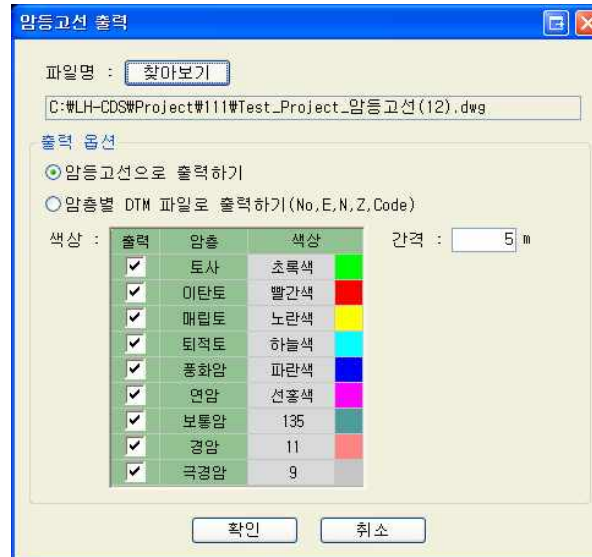 암등고선 출력
파일명 : 찾아보기
C:₩LH-CDS₩Project₩111₩Test_Project_암등고선(12).dwg
출력 옵션
암등고선으로 출력하기
암층별 DTM 파일로 출력하기(No,E,N,Z,Code)
색상 : 출력 암층 색상 간격 : 5 m
토사 초록색
이탄토 빨간색
매립토 노란색
퇴적토 하늘색
풍화암 파란색
연암 선홍색
보통암 135
경암 11
극경암 9
확인 취소